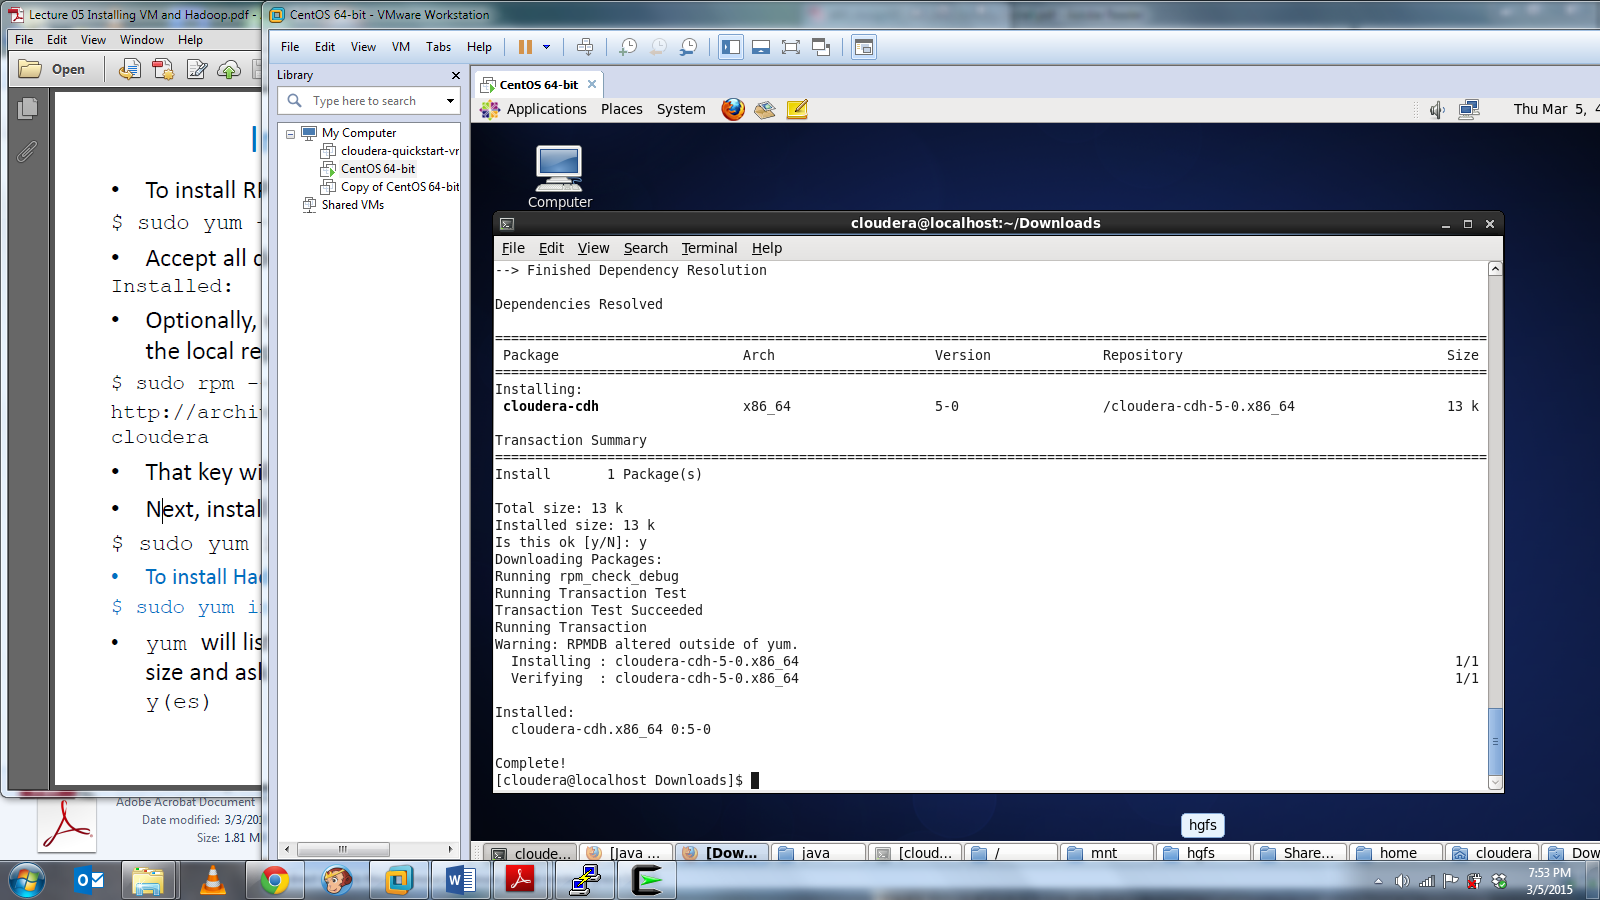 Lecture 05 Installing VM and Hadoop.pdf -
File Edit View Window Help
Open
To install RP
$ sudo yum -
Accept all d
Installed:
Optionally,
the local re
$ sudo rpm -
http://archi
cloudera
That key wi
Next, instal
$ sudo yum
To install Had
$ sudo yum i
yum will lis
size and as
y(es)
Adobe Acrobat Document
Date modified: 3/3/201
Size: 1.81 M
CentOS 64-bit - VMware Workstation
File Edit View VM Tabs Help
Library
Type here to search
My Computer
cloudera-quickstart-vr
CentOS 64-bit
Copy of CentOS 64-bit
Shared VMs
CentOS 64-bit
Applications Places System
Thu Mar 5, 4
Computer
cloudera@localhost:~/Downloads
File Edit View Search Terminal Help
--> Finished Dependency Resolution
Dependencies Resolved
================================================================================
Package Arch Version Repository Size
================================================================================
Installing:
cloudera-cdh x86_64 5-0 /cloudera-cdh-5-0.x86_64 13 k
Transaction Summary
================================================================================
Install 1 Package(s)
Total size: 13 k
Installed size: 13 k
Is this ok [y/N]: y
Downloading Packages:
Running rpm_check_debug
Running Transaction Test
Transaction Test Succeeded
Running Transaction
Warning: RPMDB altered outside of yum.
Installing : cloudera-cdh-5-0.x86_64 1/1
Verifying : cloudera-cdh-5-0.x86_64 1/1
Installed:
cloudera-cdh.x86_64 0:5-0
Complete!
[cloudera@localhost Downloads]$
hgfs
cloude... [Java ... [Dow... java [cloud... / mnt hgfs Share... home cloudera Dow
7:53 PM
3/5/2015